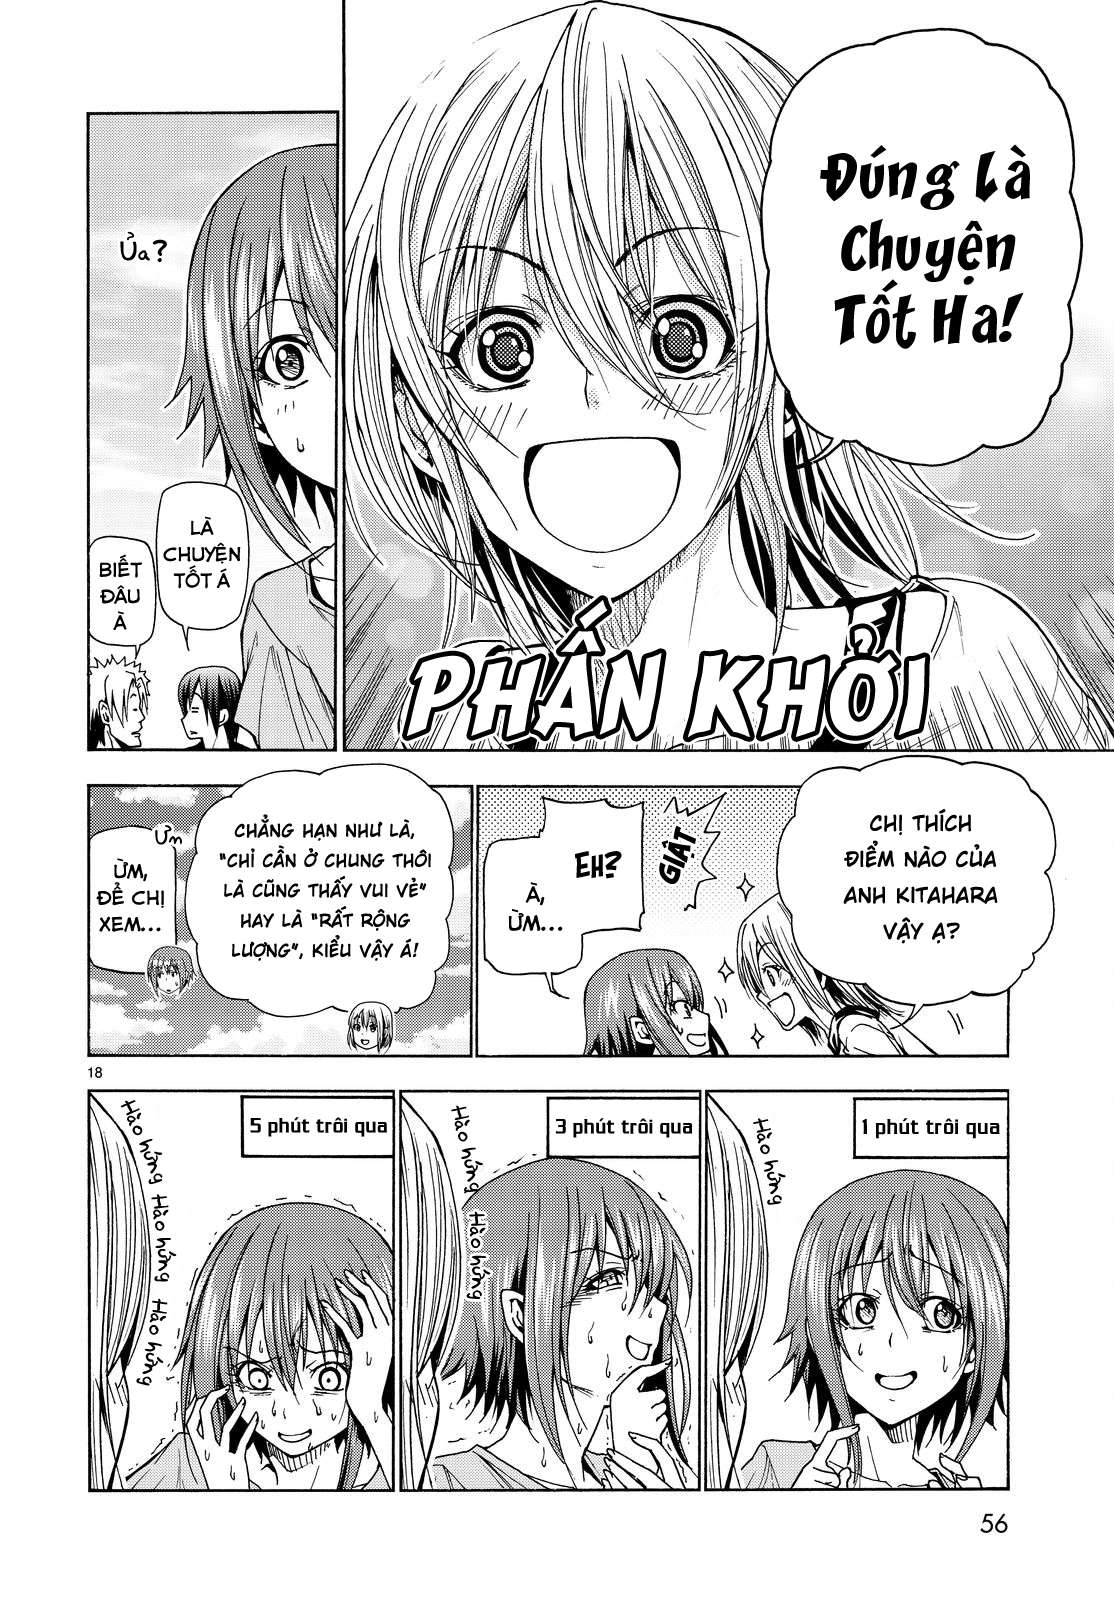 Đúng Là
Chuyện
Tốt Ha!
PHẤN KHỞI
Ủa?
LÀ
CHUYỆN
TỐT Á
BIẾT
ĐÂU
À
CHỊ THÍCH
ĐIỂM NÀO CỦA
ANH KITAHARA
VẬY Ạ?
GIẬT
EH?
À,
ỪM...
CHẲNG HẠN NHƯ LÀ,
"CHỈ CẦN Ở CHUNG THÔI
LÀ CŨNG THẤY VUI VẺ"
HAY LÀ "RẤT RỘNG
LƯỢNG", KIỂU VẬY Á!
Ưm
ỪM,
ĐỂ CHỊ
XEM...
18
1 phút trôi qua
Hào hứng
3 phút trôi qua
Hào hứng Hào hứng
5 phút trôi qua
Hào hứng Hào hứng Hào hứng
56